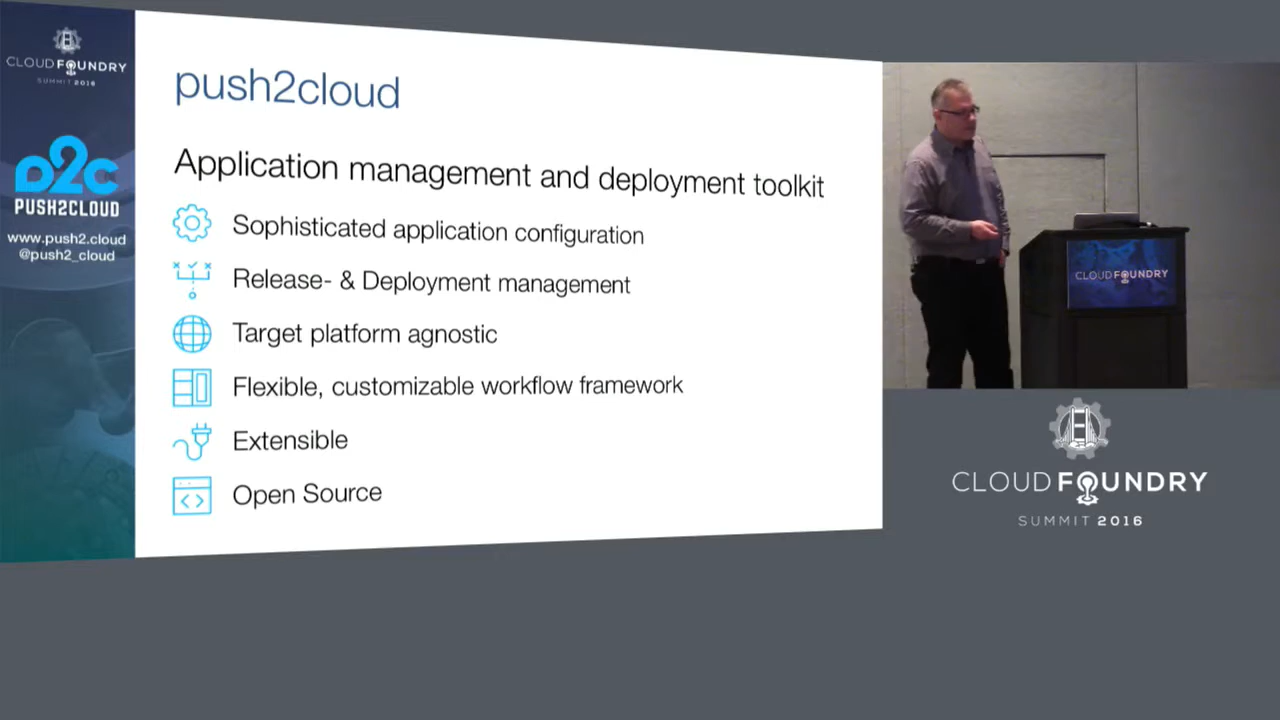 CLOUD FOUNDRY
SUMMIT 2016
p2c
PUSH2CLOUD
www.push2.cloud
@push2_cloud
push2cloud
Application management and deployment toolkit
Sophisticated application configuration
Release- & Deployment management
Target platform agnostic
Flexible, customizable workflow framework
Extensible
Open Source
CLOUD FOUNDRY
CLOUD FOUNDRY
SUMMIT 2016